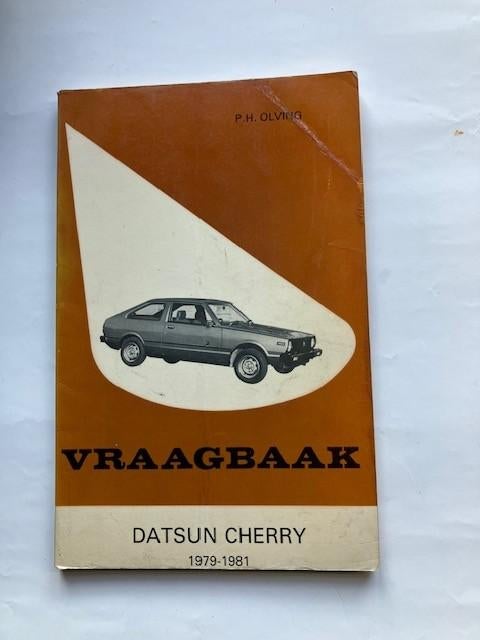 P.H. OLVING
VRAAGBAAK
DATSUN CHERRY
1979-1981